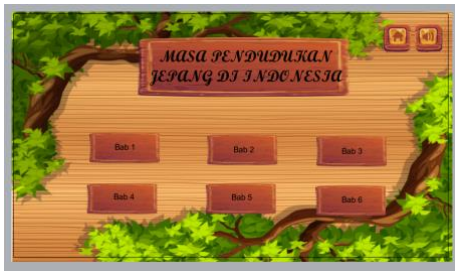 MASA PENDUDUKAN
JEPANG DI INDONESIA
Bab 1
Bab 2
Bab 3
Bab 4
Bab 5
Bab 6